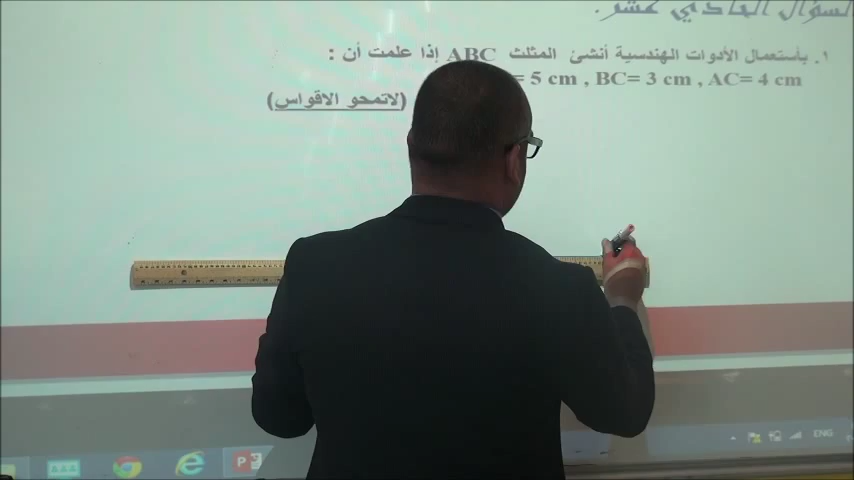 السؤال الحادي عشر.
١. بأستعمال الأدوات الهندسية أنشئ المثلث ABC إذا علمت أن :
= 5 cm , BC= 3 cm , AC= 4 cm
(لاتمحو الاقواس)
ENG